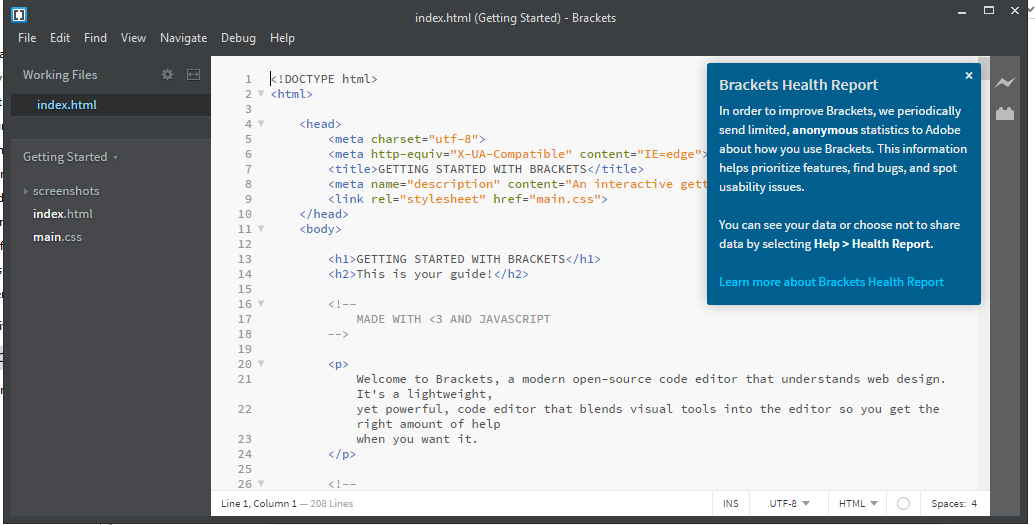 index.html (Getting Started) - Brackets
File Edit Find View Navigate Debug Help
Working Files
index.html
Getting Started
screenshots
index.html
main.css
1 <!DOCTYPE html>
2 <html>
3
4 <head>
5 <meta charset="utf-8">
6 <meta http-equiv="X-UA-Compatible" content="IE=edge">
7 <title>GETTING STARTED WITH BRACKETS</title>
8 <meta name="description" content="An interactive gett
9 <link rel="stylesheet" href="main.css">
10 </head>
11 <body>
12
13 <h1>GETTING STARTED WITH BRACKETS</h1>
14 <h2>This is your guide!</h2>
15
16 <!--
17 MADE WITH <3 AND JAVASCRIPT
18 -->
19
20 <p>
21 Welcome to Brackets, a modern open-source code editor that understands web design.
It's a lightweight,
22 yet powerful, code editor that blends visual tools into the editor so you get the
right amount of help
23 when you want it.
24 </p>
25
26 <!--
Brackets Health Report
In order to improve Brackets, we periodically
send limited, anonymous statistics to Adobe
about how you use Brackets. This information
helps prioritize features, find bugs, and spot
usability issues.
You can see your data or choose not to share
data by selecting Help > Health Report.
Learn more about Brackets Health Report
Line 1, Column 1 — 208 Lines
INS UTF-8 HTML Spaces: 4